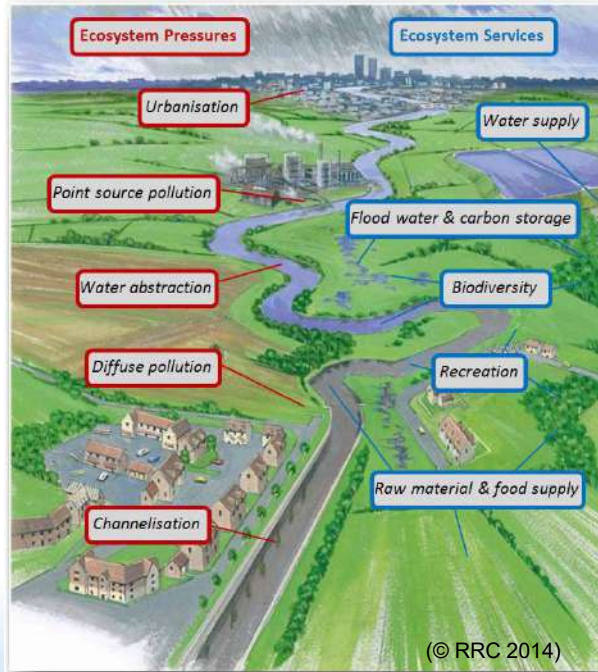 Ecosystem Pressures
Ecosystem Services
Urbanisation
Water supply
Point source pollution
Flood water & carbon storage
Water abstraction
Biodiversity
Diffuse pollution
Recreation
Raw material & food supply
Channelisation
(© RRC 2014)